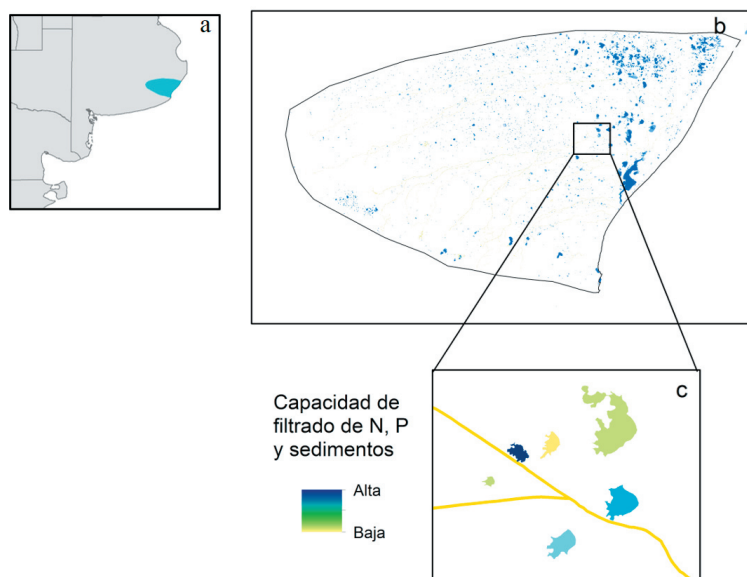 a
b
c
Capacidad de
filtrado de N, P
y sedimentos
Alta
Baja